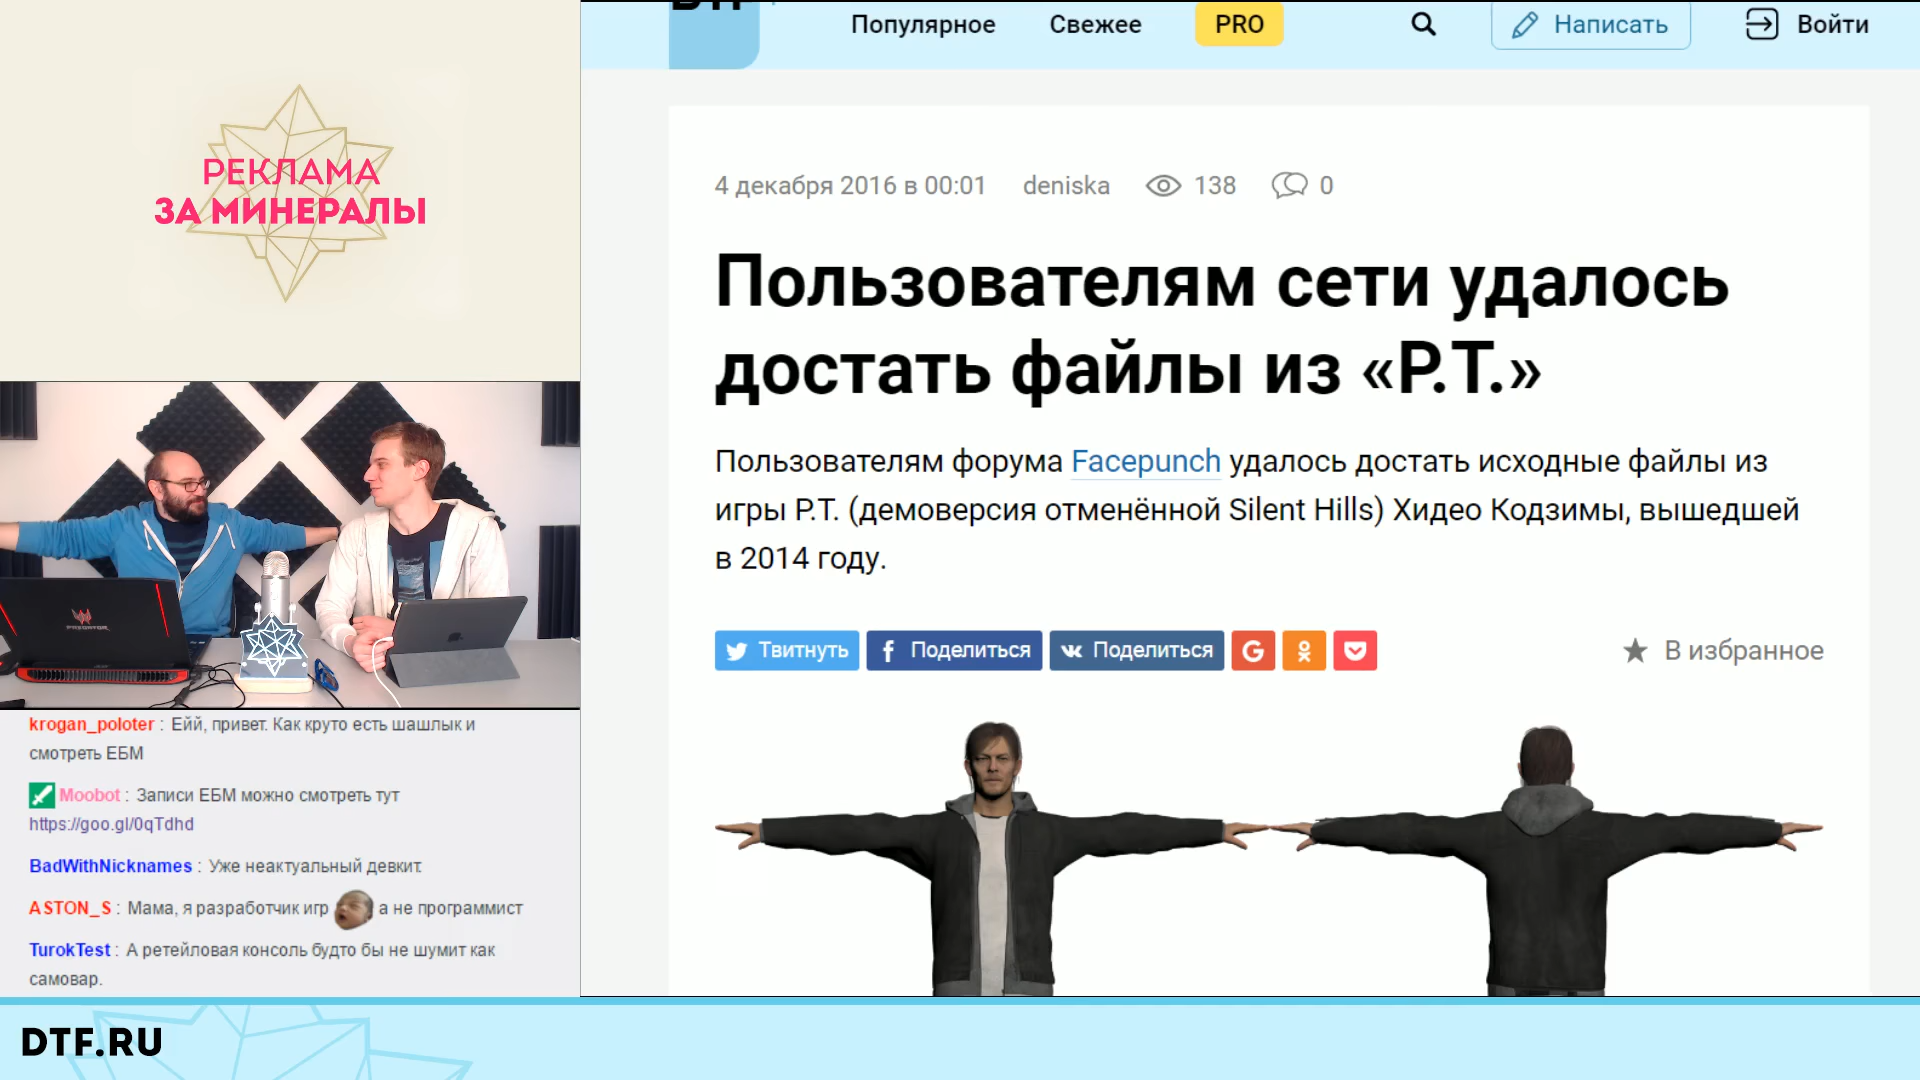 РЕКЛАМА
ЗА МИНЕРАЛЫ
krogan_poloter : Ейй, привет. Как круто есть шашлык и
смотреть ЕБМ
Moobot : Записи ЕБМ можно смотреть тут
https://goo.gl/0qTdhd
BadWithNicknames : Уже неактуальный девкит.
ASTON_S : Мама, я разработчик игр а не программист
TurokTest : А ретейловая консоль будто бы не шумит как
самовар.
DTF
Популярное Свежее PRO Написать Войти
4 декабря 2016 в 00:01 deniska 138 0
Пользователям сети удалось
достать файлы из «P.T.»
Пользователям форума Facepunch удалось достать исходные файлы из
игры P.T. (демоверсия отменённой Silent Hills) Хидео Кодзимы, вышедшей
в 2014 году.
Твитнуть Поделиться Поделиться В избранное
DTF.RU